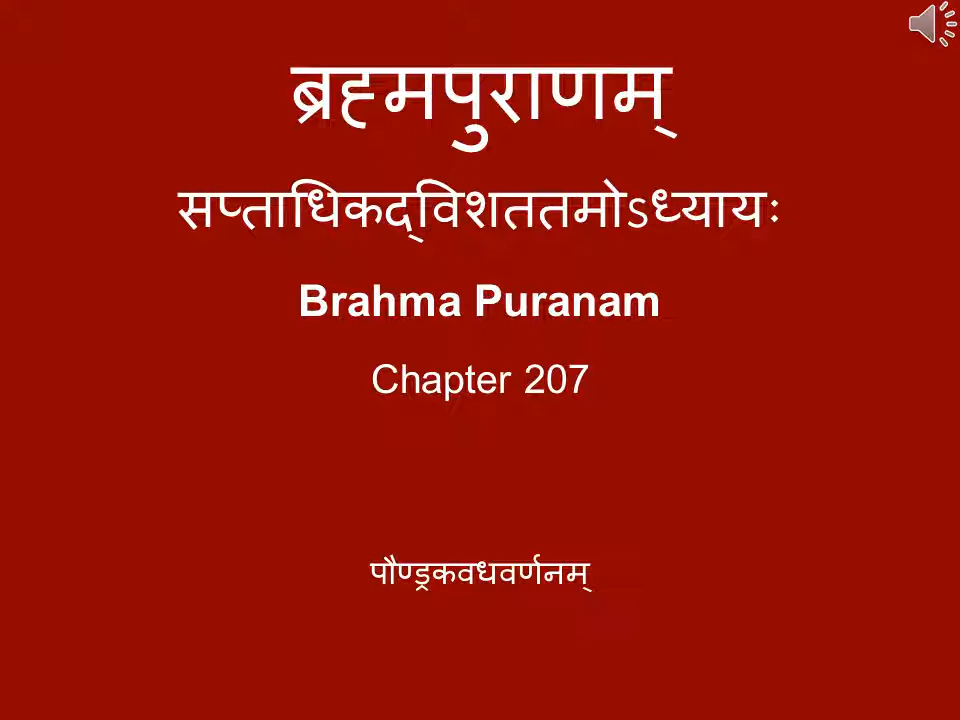 ब्रह्मपुराणम्
सप्ताधिकद्विशततमोऽध्यायः
Brahma Puranam
Chapter 207
पौण्ड्रकवधवर्णनम्